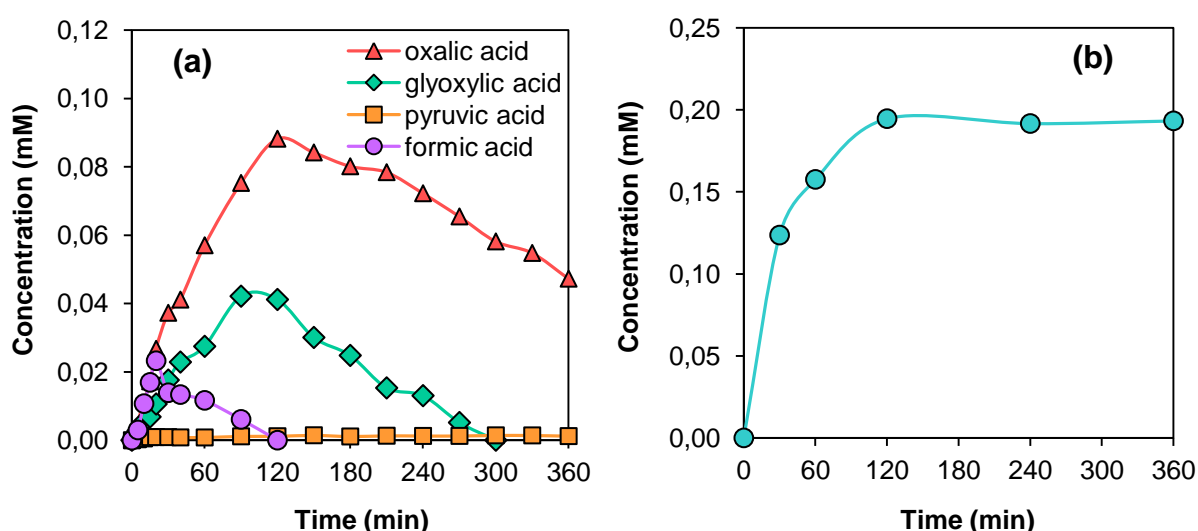 (a)
oxalic acid
glyoxylic acid
pyruvic acid
formic acid
0,12
0,10
0,08
0,06
0,04
0,02
0,00
Concentration (mM)
0 60 120 180 240 300 360
Time (min)
(b)
0,25
0,20
0,15
0,10
0,05
0,00
Concentration (mM)
0 60 120 180 240 300 360
Time (min)